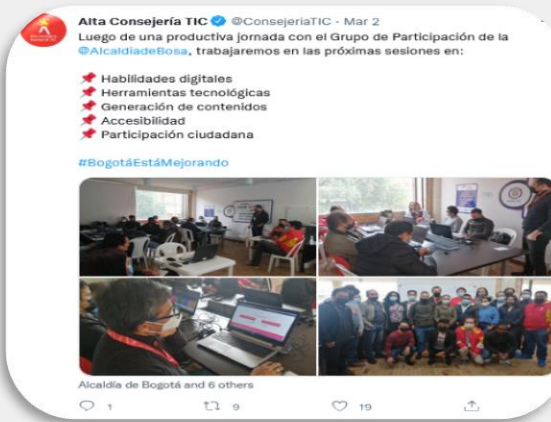 Alta Consejería TIC @ConsejeriaTIC · Mar 2
Luego de una productiva jornada con el Grupo de Participación de la
@AlcaldiadeBosa, trabajaremos en las próximas sesiones en:
Habilidades digitales
Herramientas tecnológicas
Generación de contenidos
Accesibilidad
Participación ciudadana
#BogotáEstáMejorando
Alcaldía de Bogotá and 6 others
1 9 19